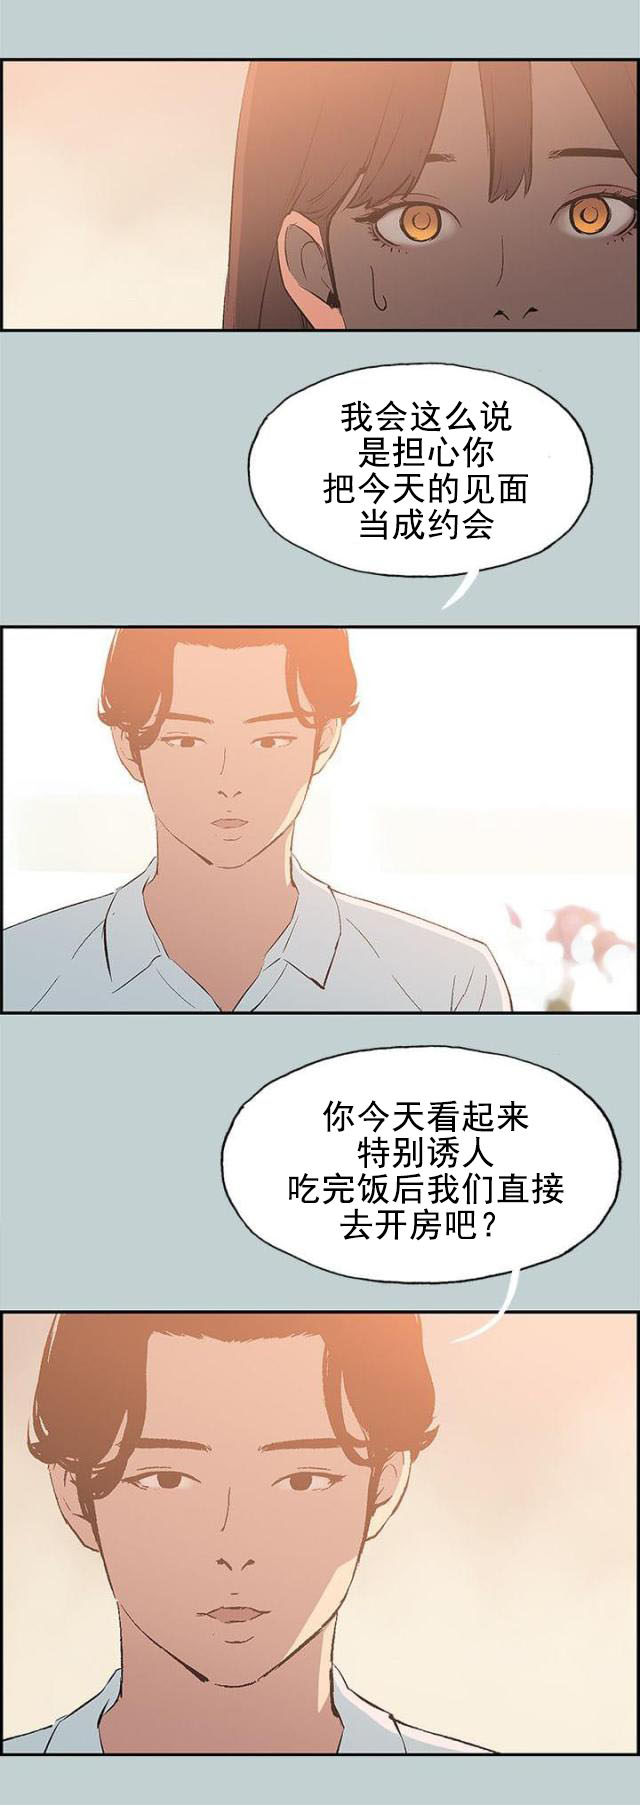 我会这么说
是担心你
把今天的见面
当成约会
你今天看起来
特别诱人
吃完饭后我们直接
去开房吧？